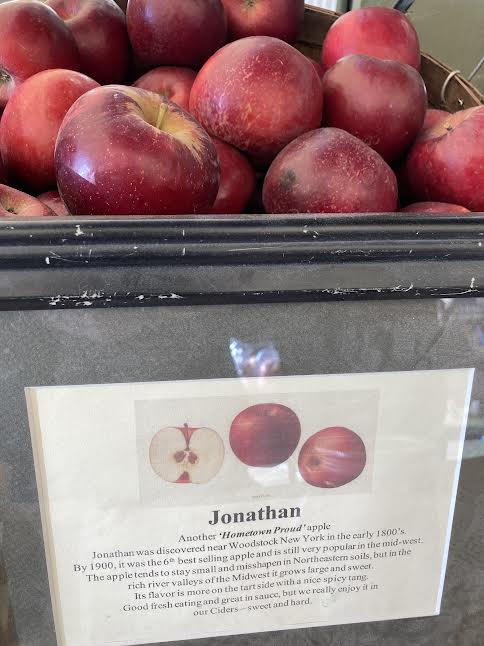 Jonathan
Another 'Hometown Proud' apple
Jonathan was discovered near Woodstock New York in the early 1800's.
By 1900, it was the 6th best selling apple and is still very popular in the mid-west.
The apple tends to stay small and misshapen in Northeastern soils, but in the
rich river valleys of the Midwest it grows large and sweet.
Its flavor is more on the tart side with a nice spicy tang.
Good fresh eating and great in sauce, but we really enjoy it in
our Ciders—sweet and hard.